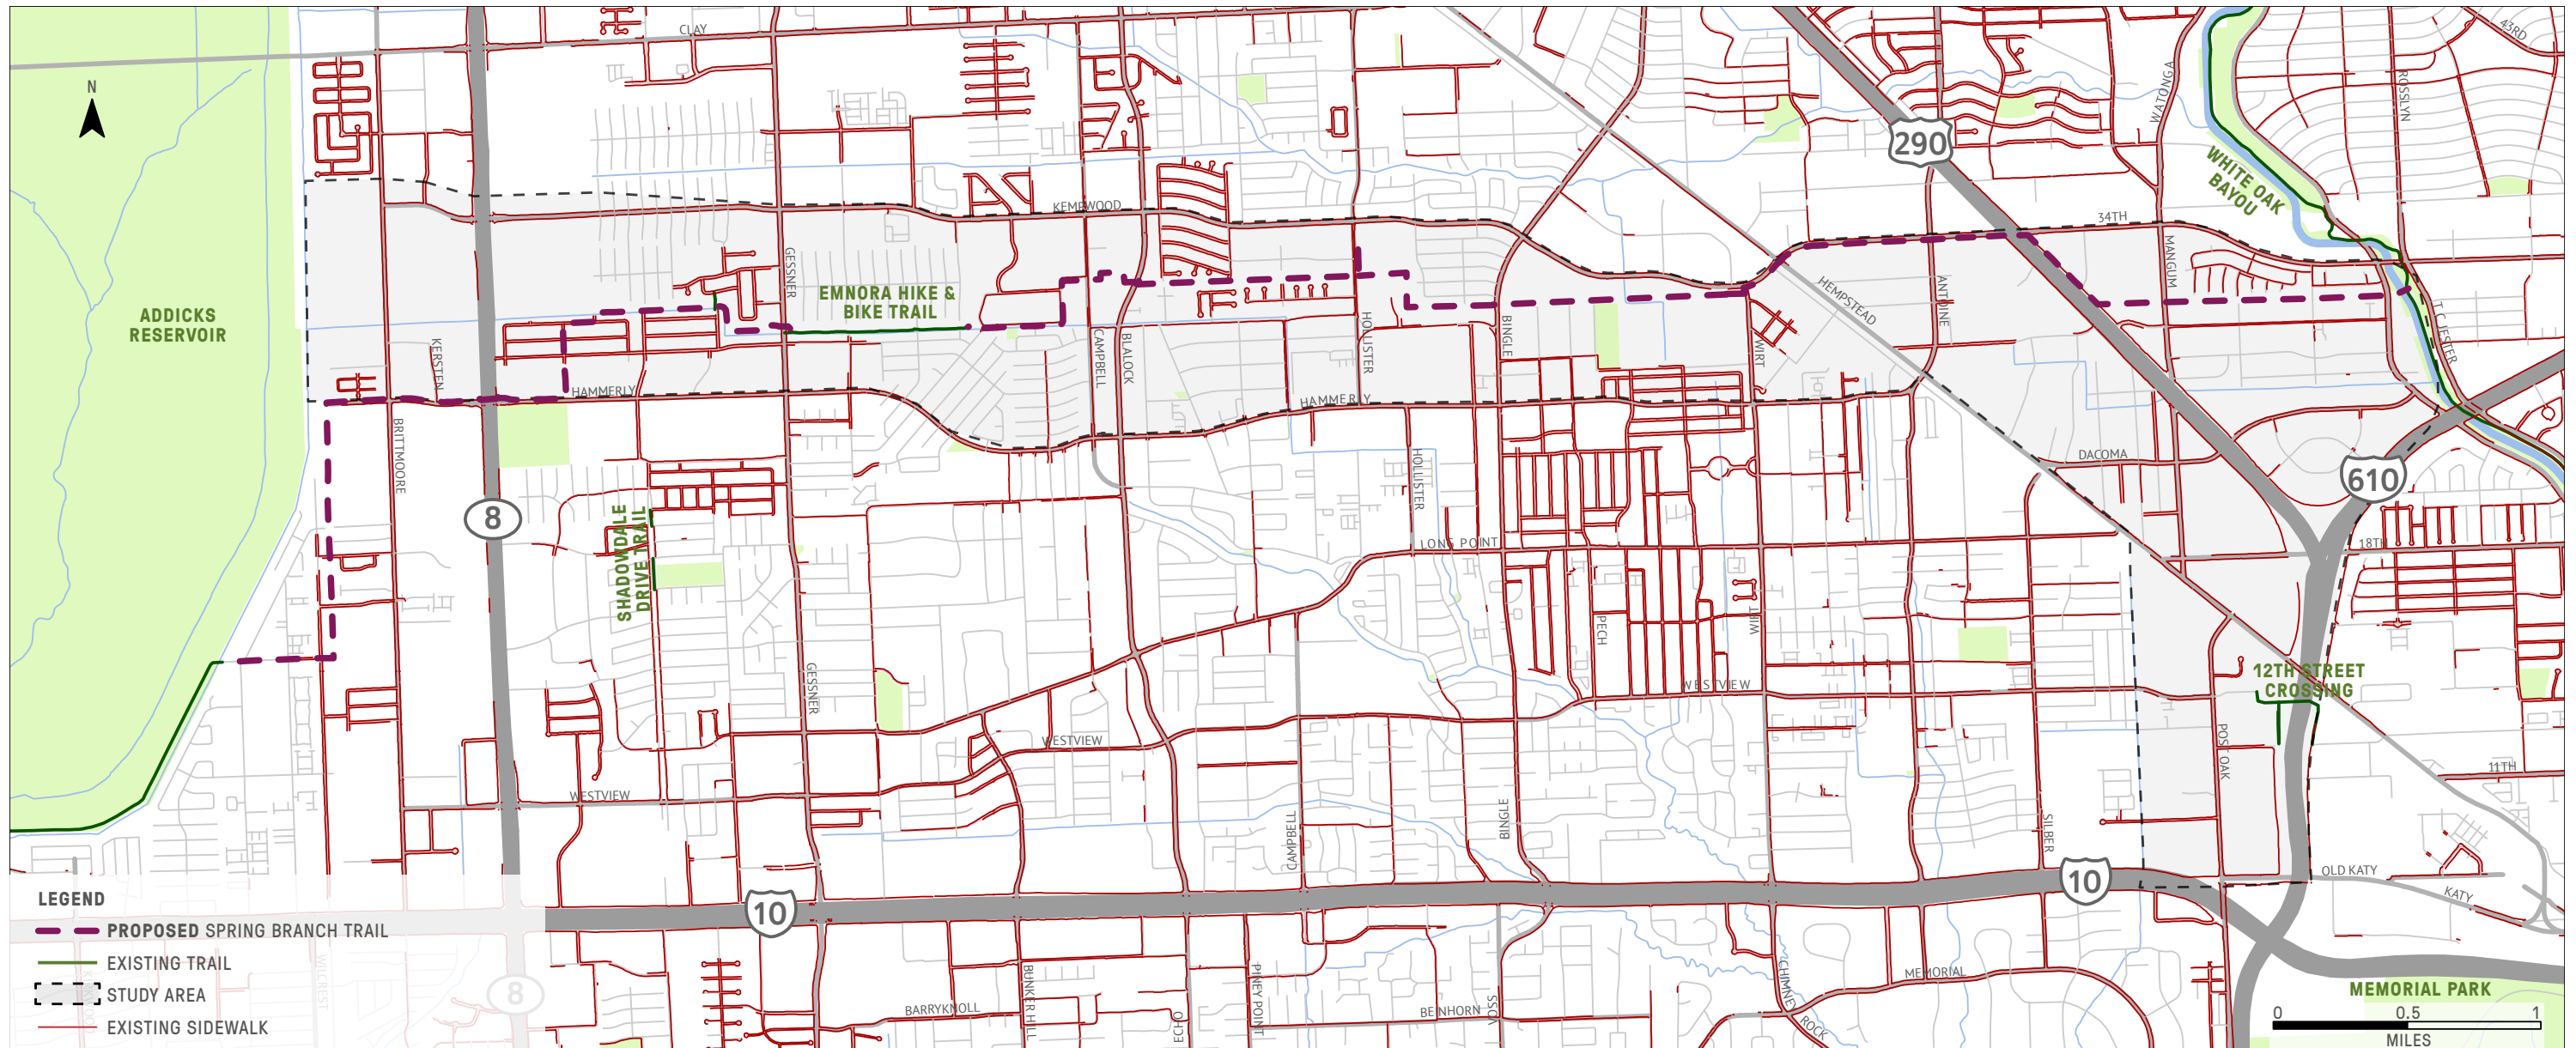 CLAY
43RD
N
WATONGA
ROSSLYN
290
WHITE OAK
BAYOU
KEMPWOOD
34TH
GESSNER
MANGUM
EMNORA HIKE &
BIKE TRAIL
HEMPSTEAD
ANTOINE
ADDICKS
RESERVOIR
T C JESTER
KERSTEN
CAMPBELL
BLALOCK
HOLLISTER
BINGLE
WIRT
HAMMERLY
HAMMERLY
BRITTMOORE
HOLLISTER
DACOMA
610
8
SHADOWDALE
DRIVE TRAIL
LONG POINT
18TH
PECH
WIRT
GESSNER
12TH STREET
CROSSING
WESTVIEW
WESTVIEW
POST OAK
11TH
WESTVIEW
BINGLE
CAMPBELL
SILBER
OLD KATY
KATY
10
10
LEGEND
PROPOSED SPRING BRANCH TRAIL
EXISTING TRAIL
STUDY AREA
EXISTING SIDEWALK
WILCREST
8
BUNKER HILL
PINEY POINT
ECHO
BARRYKNOLL
BEINHORN
VOSS
CHIMNEY
ROCK
MEMORIAL
MEMORIAL PARK
0 0.5 1
MILES